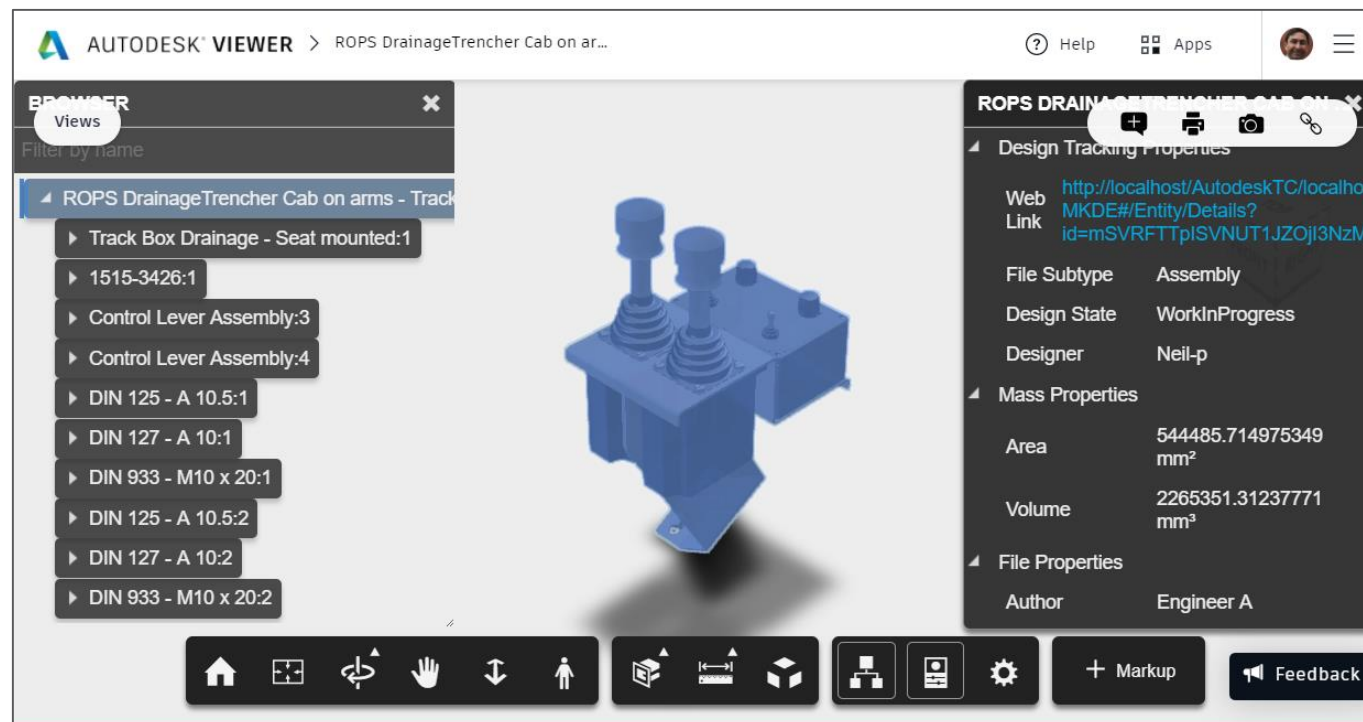 AUTODESK® VIEWER > ROPS DrainageTrencher Cab on ar...
Help
Apps
BROWSER
Views
Filter by name
ROPS DrainageTrencher Cab on arms - Track
Track Box Drainage - Seat mounted:1
1515-3426:1
Control Lever Assembly:3
Control Lever Assembly:4
DIN 125 - A 10.5:1
DIN 127 - A 10:1
DIN 933 - M10 x 20:1
DIN 125 - A 10.5:2
DIN 127 - A 10:2
DIN 933 - M10 x 20:2
ROPS DRAINAGETRENCHER CAB ON
Design Tracking Properties
Web Link
http://localhost/AutodeskTC/localho
MKDE#/Entity/Details?
File Subtype Assembly
Design State WorkInProgress
Designer Neil-p
Mass Properties
Area 544485.714975349
mm²
Volume 2265351.31237771
mm³
File Properties
Author Engineer A
+ Markup
Feedback